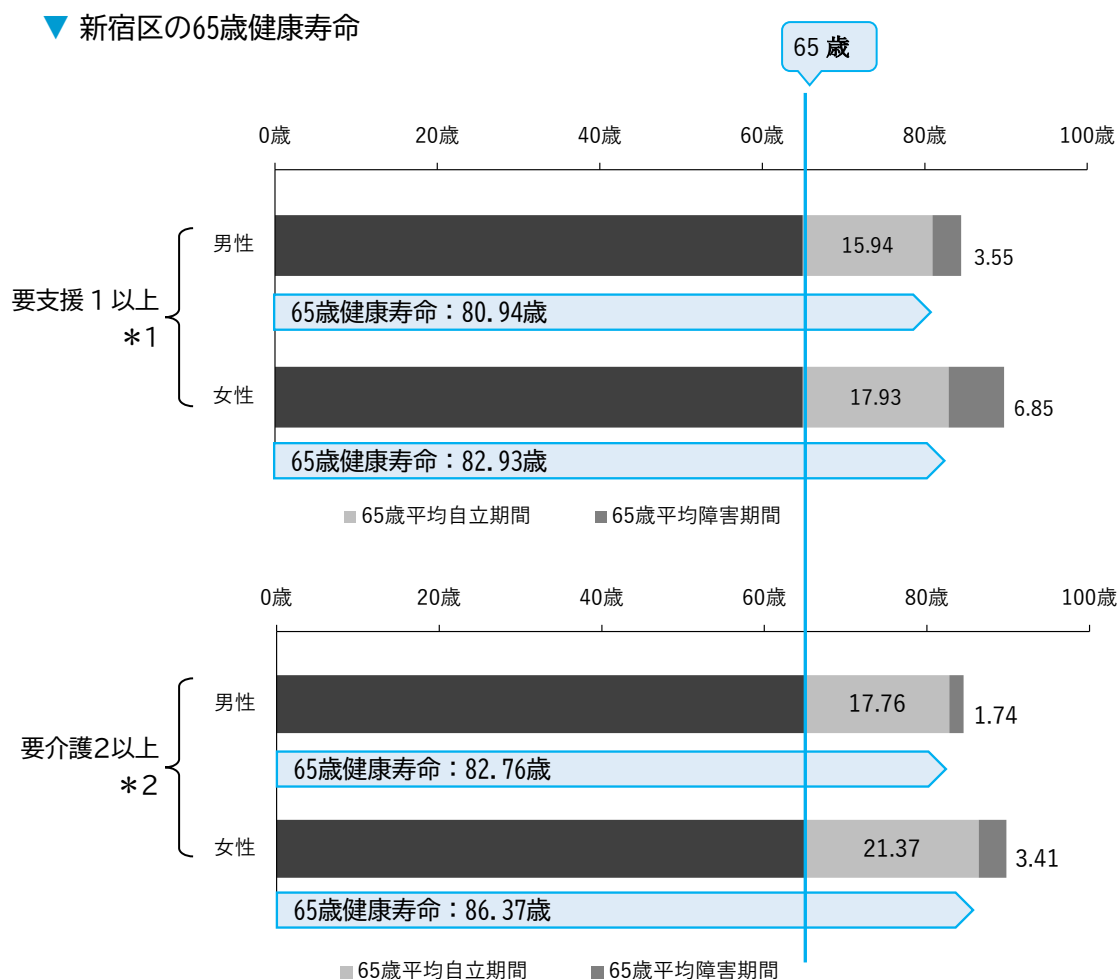 ▼ 新宿区の65歳健康寿命
65 歳
0歳 20歳 40歳 60歳 80歳 100歳
要支援１以上
＊1
男性 15.94 3.55
65歳健康寿命：80.94歳
女性 17.93 6.85
65歳健康寿命：82.93歳
■65歳平均自立期間 ■65歳平均障害期間
0歳 20歳 40歳 60歳 80歳 100歳
要介護2以上
＊2
男性 17.76 1.74
65歳健康寿命：82.76歳
女性 21.37 3.41
65歳健康寿命：86.37歳
■65歳平均自立期間 ■65歳平均障害期間